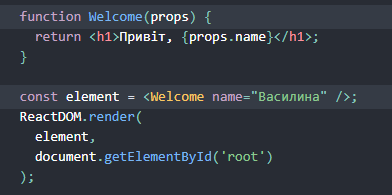 function Welcome(props) {
  return <h1>Привіт, {props.name}</h1>;
}

const element = <Welcome name="Василина" />;
ReactDOM.render(
  element,
  document.getElementById('root')
);